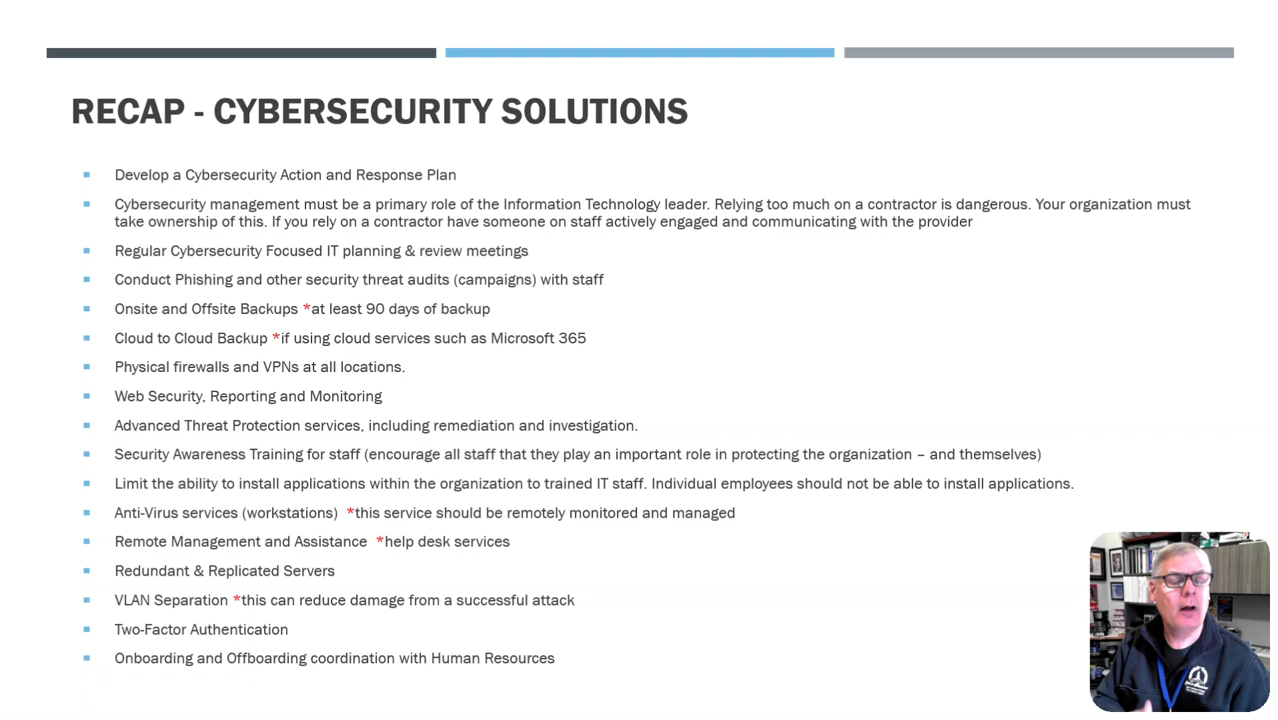 RECAP - CYBERSECURITY SOLUTIONS
Develop a Cybersecurity Action and Response Plan
Cybersecurity management must be a primary role of the Information Technology leader. Relying too much on a contractor is dangerous. Your organization must
take ownership of this. If you rely on a contractor have someone on staff actively engaged and communicating with the provider
Regular Cybersecurity Focused IT planning & review meetings
Conduct Phishing and other security threat audits (campaigns) with staff
Onsite and Offsite Backups *at least 90 days of backup
Cloud to Cloud Backup *if using cloud services such as Microsoft 365
Physical firewalls and VPNs at all locations.
Web Security, Reporting and Monitoring
Advanced Threat Protection services, including remediation and investigation.
Security Awareness Training for staff (encourage all staff that they play an important role in protecting the organization – and themselves)
Limit the ability to install applications within the organization to trained IT staff. Individual employees should not be able to install applications.
Anti-Virus services (workstations) *this service should be remotely monitored and managed
Remote Management and Assistance *help desk services
Redundant & Replicated Servers
VLAN Separation *this can reduce damage from a successful attack
Two-Factor Authentication
Onboarding and Offboarding coordination with Human Resources